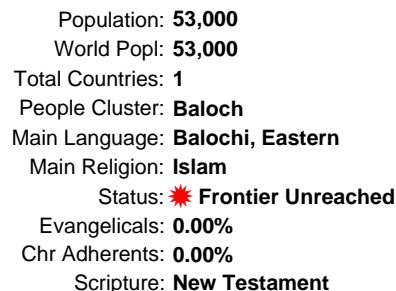 Population: 53,000
World Popl: 53,000
Total Countries: 1
People Cluster: Baloch
Main Language: Balochi, Eastern
Main Religion: Islam
Status: Frontier Unreached
Evangelicals: 0.00%
Chr Adherents: 0.00%
Scripture: New Testament